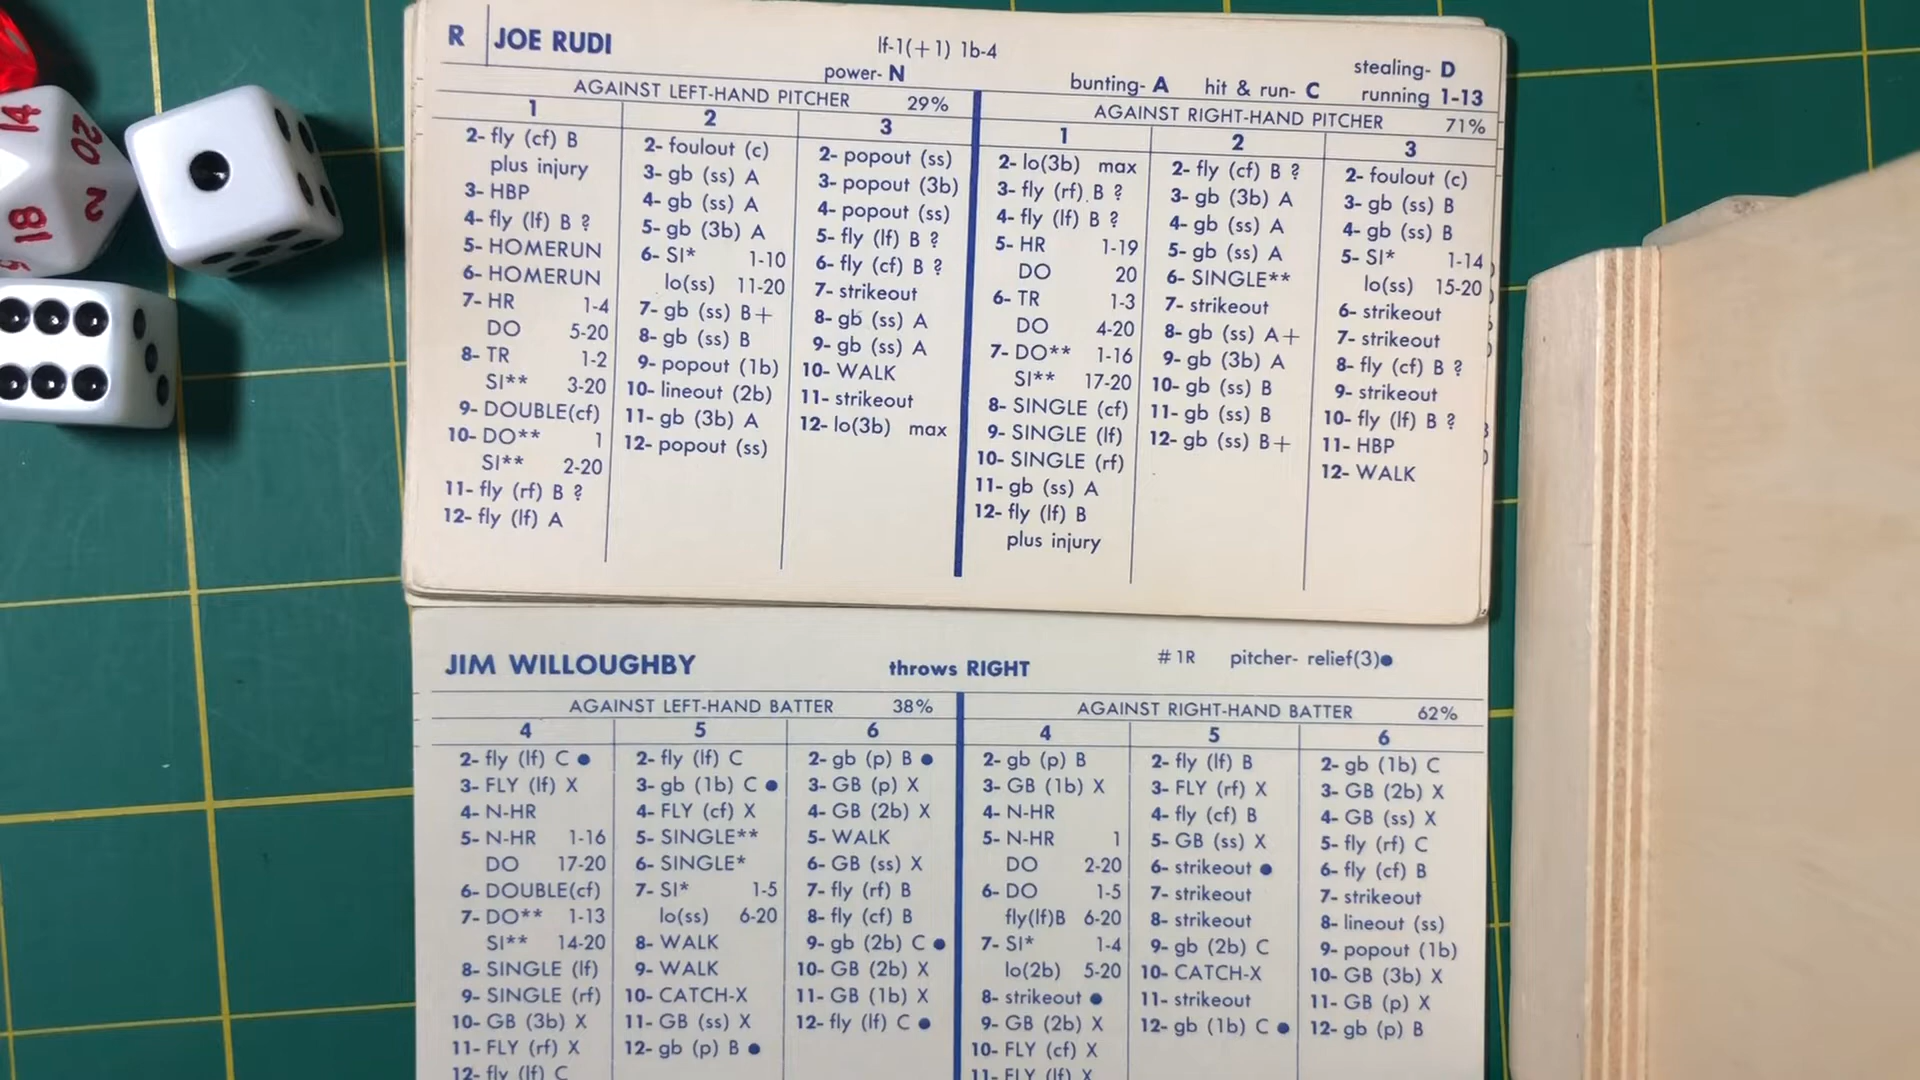 R JOE RUDI lf-1(+1) 1b-4
power- N bunting- A hit & run- C stealing- D
running 1-13
AGAINST LEFT-HAND PITCHER 29%
1
2- fly (cf) B
plus injury
3- HBP
4- fly (lf) B ?
5- HOMERUN
6- HOMERUN
7- HR 1-4
DO 5-20
8- TR 1-2
SI** 3-20
9- DOUBLE(cf)
10- DO** 1
SI** 2-20
11- fly (rf) B ?
12- fly (lf) A
2
2- foulout (c)
3- gb (ss) A
4- gb (ss) A
5- gb (3b) A
6- SI* 1-10
lo(ss) 11-20
7- gb (ss) B+
8- gb (ss) B
9- popout (1b)
10- lineout (2b)
11- gb (3b) A
12- popout (ss)
3
2- popout (ss)
3- popout (3b)
4- popout (ss)
5- fly (lf) B ?
6- fly (cf) B ?
7- strikeout
8- gb (ss) A
9- gb (ss) A
10- WALK
11- strikeout
12- lo(3b) max
AGAINST RIGHT-HAND PITCHER 71%
1
2- lo(3b) max
3- fly (rf) B ?
4- fly (lf) B ?
5- HR 1-19
DO 20
6- TR 1-3
DO 4-20
7- DO** 1-16
SI** 17-20
8- SINGLE (cf)
9- SINGLE (lf)
10- SINGLE (rf)
11- gb (ss) A
12- fly (lf) B
plus injury
2
2- fly (cf) B ?
3- gb (3b) A
4- gb (ss) A
5- gb (ss) A
6- SINGLE**
7- strikeout
8- gb (ss) A+
9- gb (3b) A
10- gb (ss) B
11- gb (ss) B
12- gb (ss) B+
3
2- foulout (c)
3- gb (ss) B
4- gb (ss) B
5- SI* 1-14
lo(ss) 15-20
6- strikeout
7- strikeout
8- fly (cf) B ?
9- strikeout
10- fly (lf) B ?
11- HBP
12- WALK
JIM WILLOUGHBY throws RIGHT #1R pitcher- relief(3)●
AGAINST LEFT-HAND BATTER 38%
4
2- fly (lf) C ●
3- FLY (lf) X
4- N-HR
5- N-HR 1-16
DO 17-20
6- DOUBLE(cf)
7- DO** 1-13
SI** 14-20
8- SINGLE (lf)
9- SINGLE (rf)
10- GB (3b) X
11- FLY (rf) X
12- fly (lf) C
5
2- fly (lf) C
3- gb (1b) C ●
4- FLY (cf) X
5- SINGLE**
6- SINGLE*
7- SI* 1-5
lo(ss) 6-20
8- WALK
9- WALK
10- CATCH-X
11- GB (ss) X
12- gb (p) B ●
6
2- gb (p) B ●
3- GB (p) X
4- GB (2b) X
5- WALK
6- GB (ss) X
7- fly (rf) B
8- fly (cf) B
9- gb (2b) C ●
10- GB (2b) X
11- GB (1b) X
12- fly (lf) C ●
AGAINST RIGHT-HAND BATTER 62%
4
2- gb (p) B
3- GB (1b) X
4- N-HR
5- N-HR 1
DO 2-20
6- DO 1-5
fly(lf)B 6-20
7- SI* 1-4
lo(2b) 5-20
8- strikeout ●
9- GB (2b) X
10- FLY (cf) X
11- FLY (lf) X
5
2- fly (lf) B
3- FLY (rf) X
4- fly (cf) B
5- GB (ss) X
6- strikeout ●
7- strikeout
8- strikeout
9- gb (2b) C
10- CATCH-X
11- strikeout
12- gb (1b) C ●
6
2- gb (1b) C
3- GB (2b) X
4- GB (ss) X
5- fly (rf) C
6- fly (cf) B
7- strikeout
8- lineout (ss)
9- popout (1b)
10- GB (3b) X
11- GB (p) X
12- gb (p) B
14
20
18
2